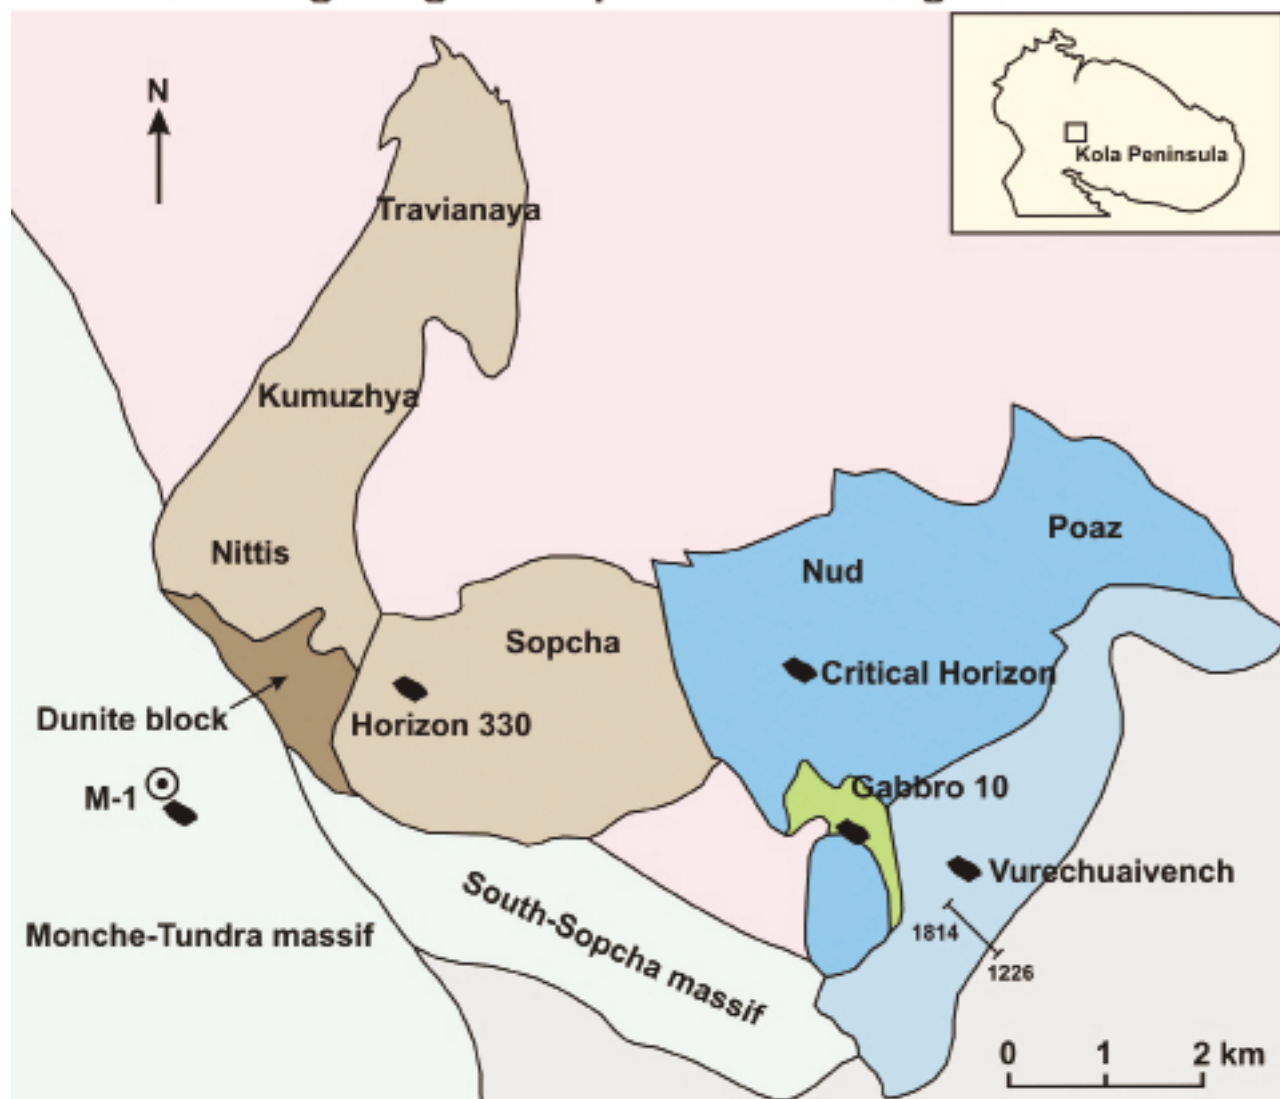 N
Kola Peninsula
Travianaya
Kumuzhya
Nittis
Poaz
Nud
Sopcha
Critical Horizon
Dunite block
Horizon 330
M-1
Gabbro 10
Vurechuaivench
Monche-Tundra massif
South-Sopcha massif
1814
1226
0 1 2 km